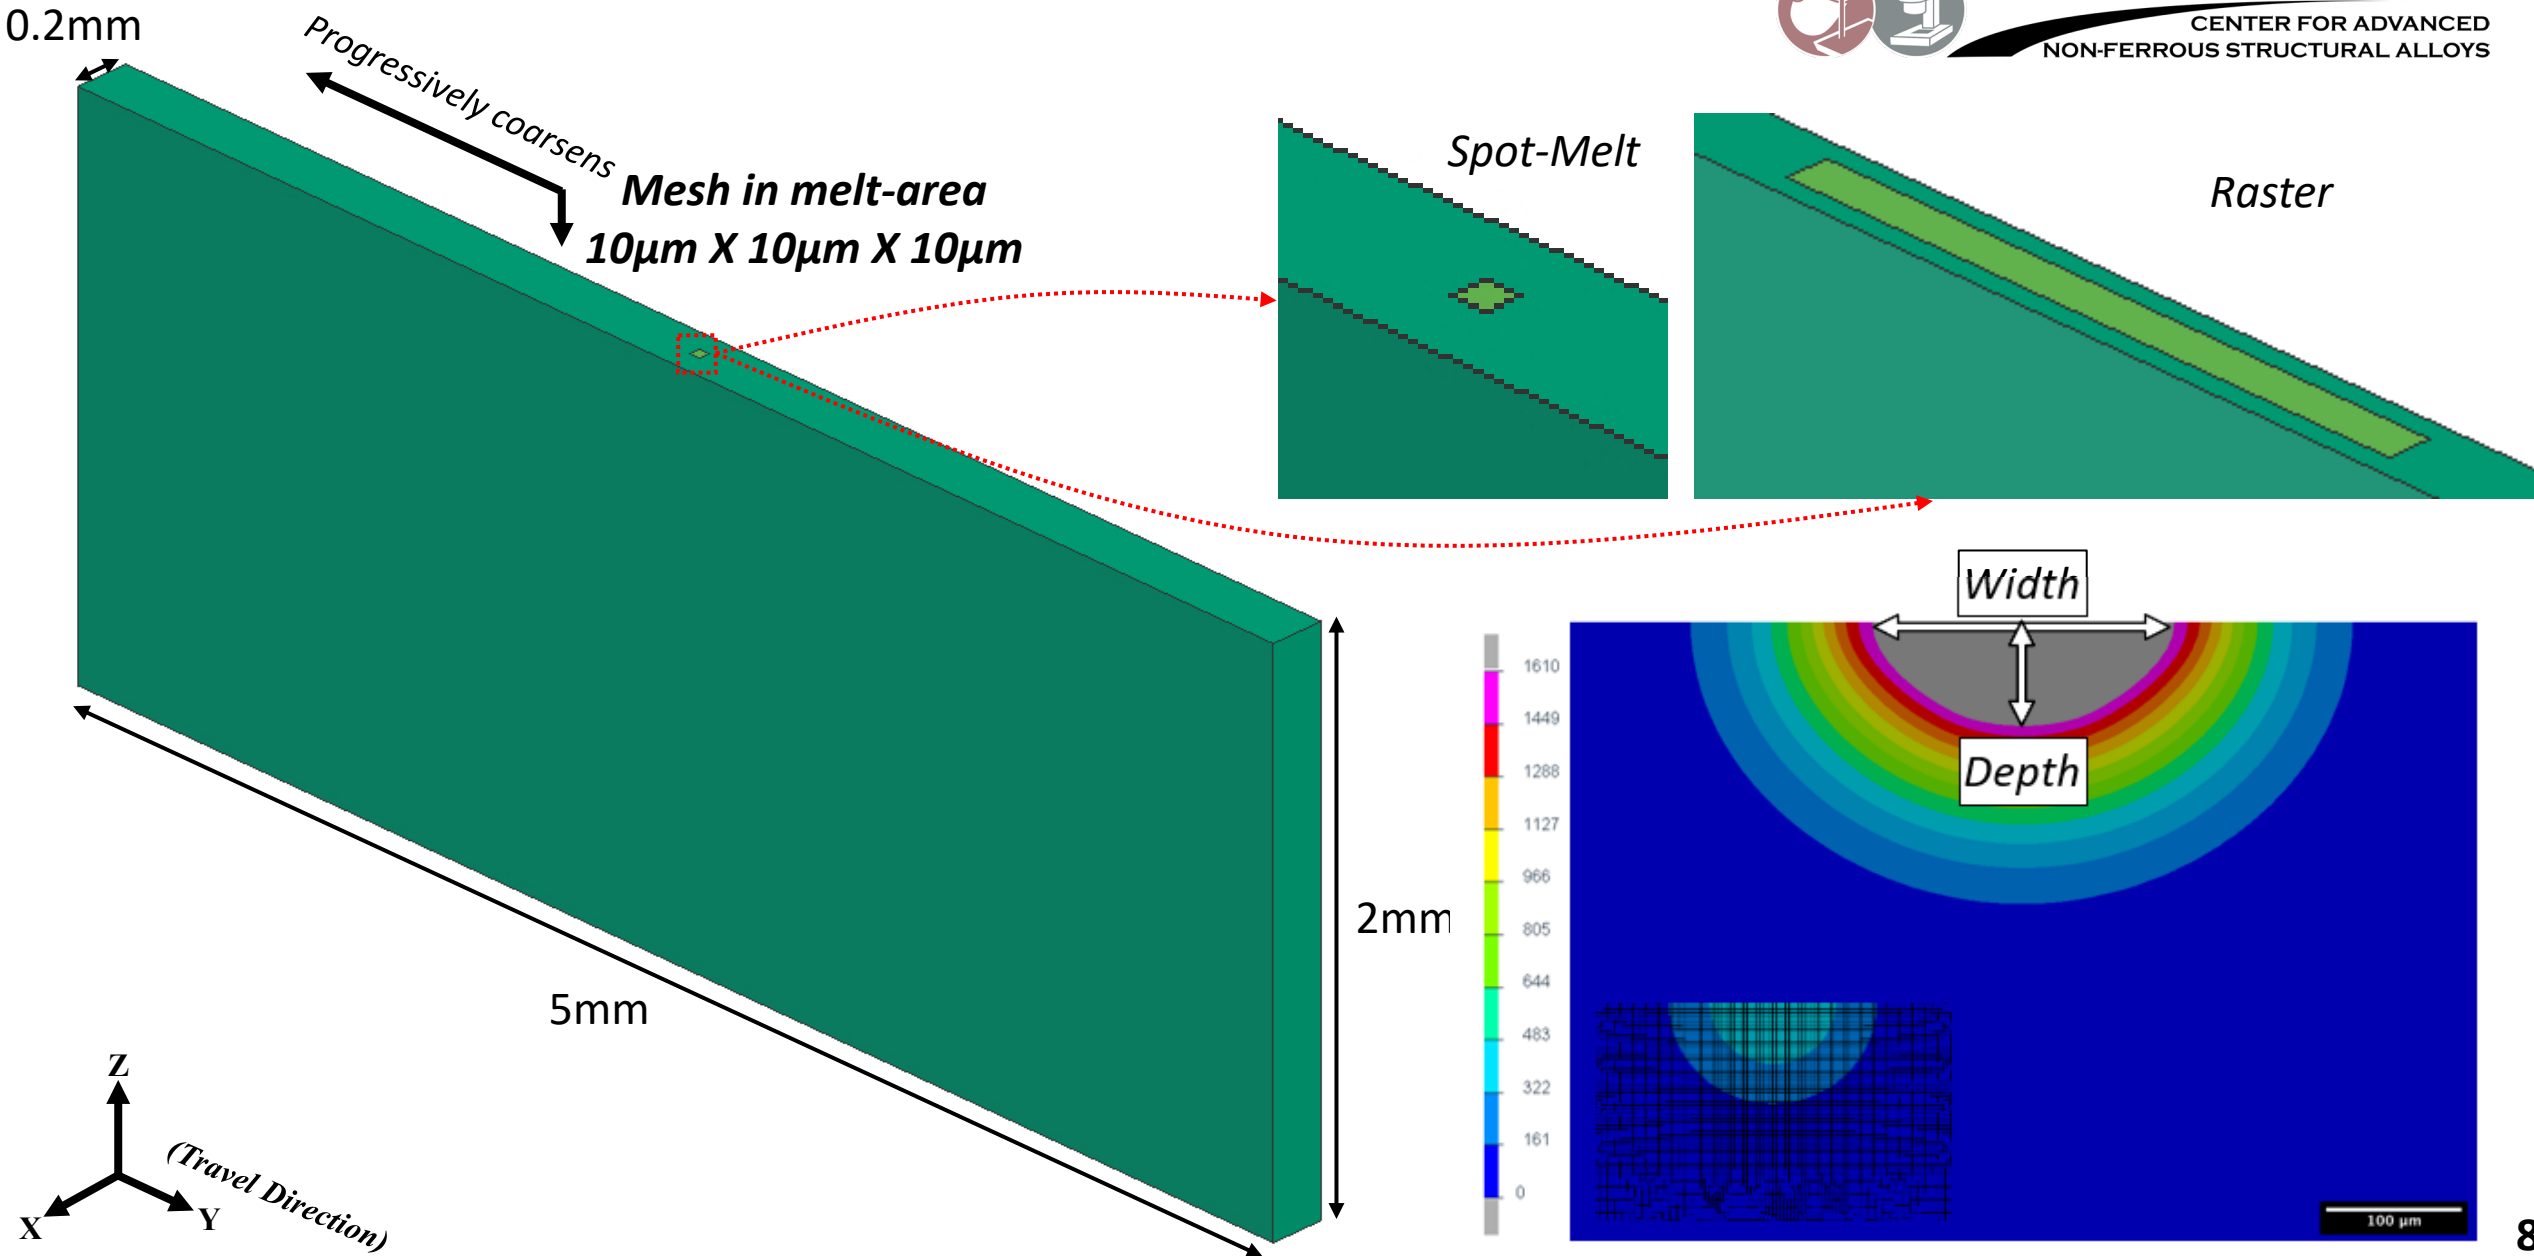 0.2mm
Progressively coarsens
CENTER FOR ADVANCED
NON-FERROUS STRUCTURAL ALLOYS
Mesh in melt-area
10µm X 10µm X 10µm
Spot-Melt
Raster
Width
Depth
1610
1449
1288
1127
966
805
644
483
322
161
0
2mm
5mm
Z
X
Y
(Travel Direction)
100 µm
8